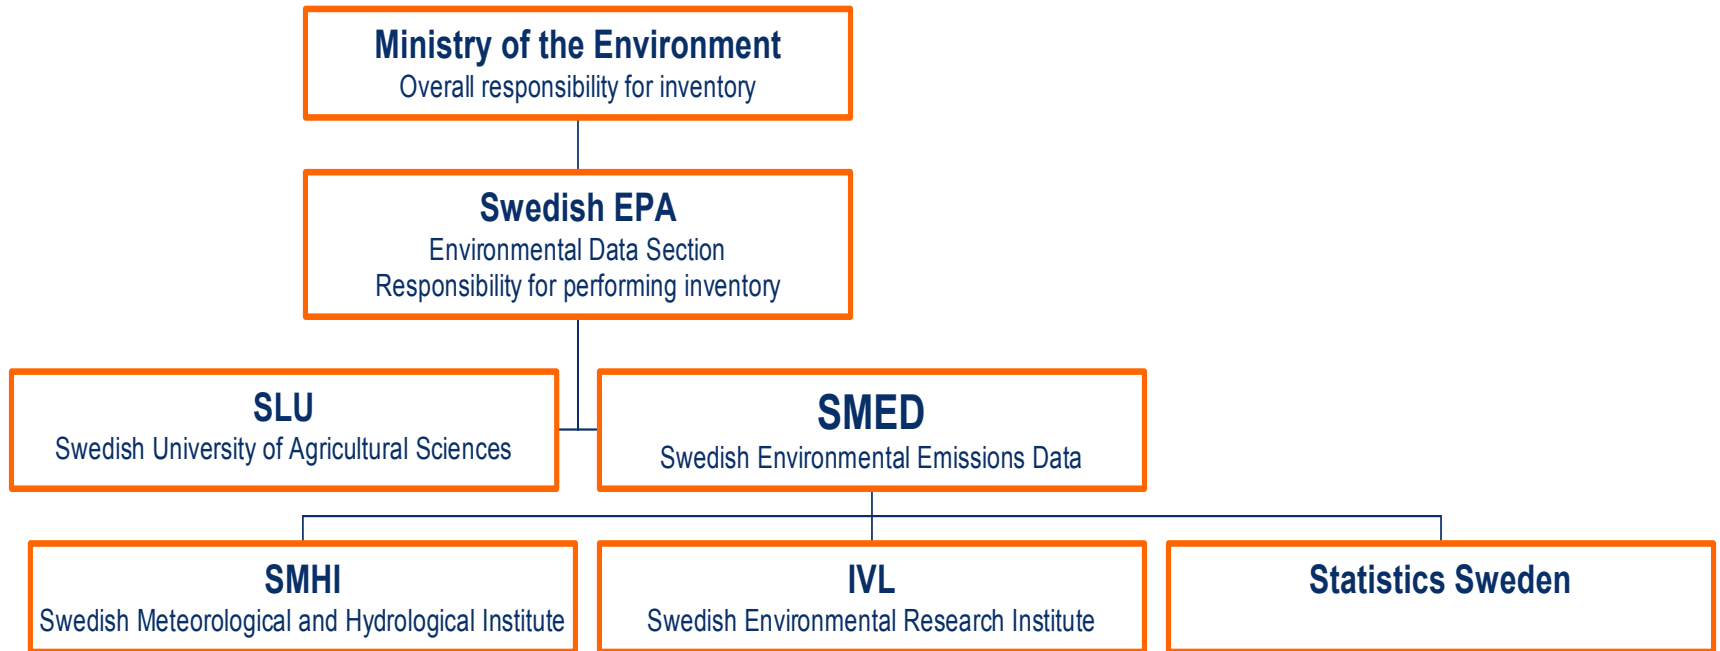 Ministry of the Environment
Overall responsibility for inventory
Swedish EPA
Environmental Data Section
Responsibility for performing inventory
SLU
Swedish University of Agricultural Sciences
SMED
Swedish Environmental Emissions Data
SMHI
Swedish Meteorological and Hydrological Institute
IVL
Swedish Environmental Research Institute
Statistics Sweden